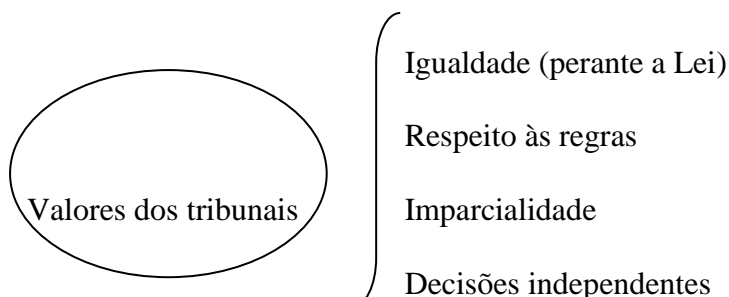 Igualdade (perante a Lei)
Respeito às regras
Valores dos tribunais
Imparcialidade
Decisões independentes